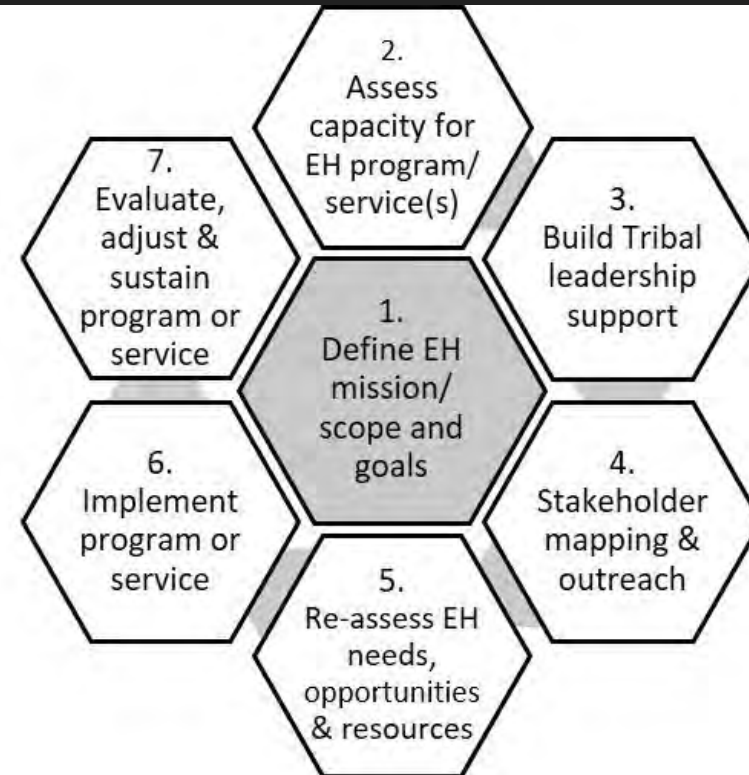 1.
Define EH
mission/
scope and
goals
2.
Assess
capacity for
EH program/
service(s)
3.
Build Tribal
leadership
support
4.
Stakeholder
mapping &
outreach
5.
Re-assess EH
needs,
opportunities
& resources
6.
Implement
program or
service
7.
Evaluate,
adjust &
sustain
program or
service